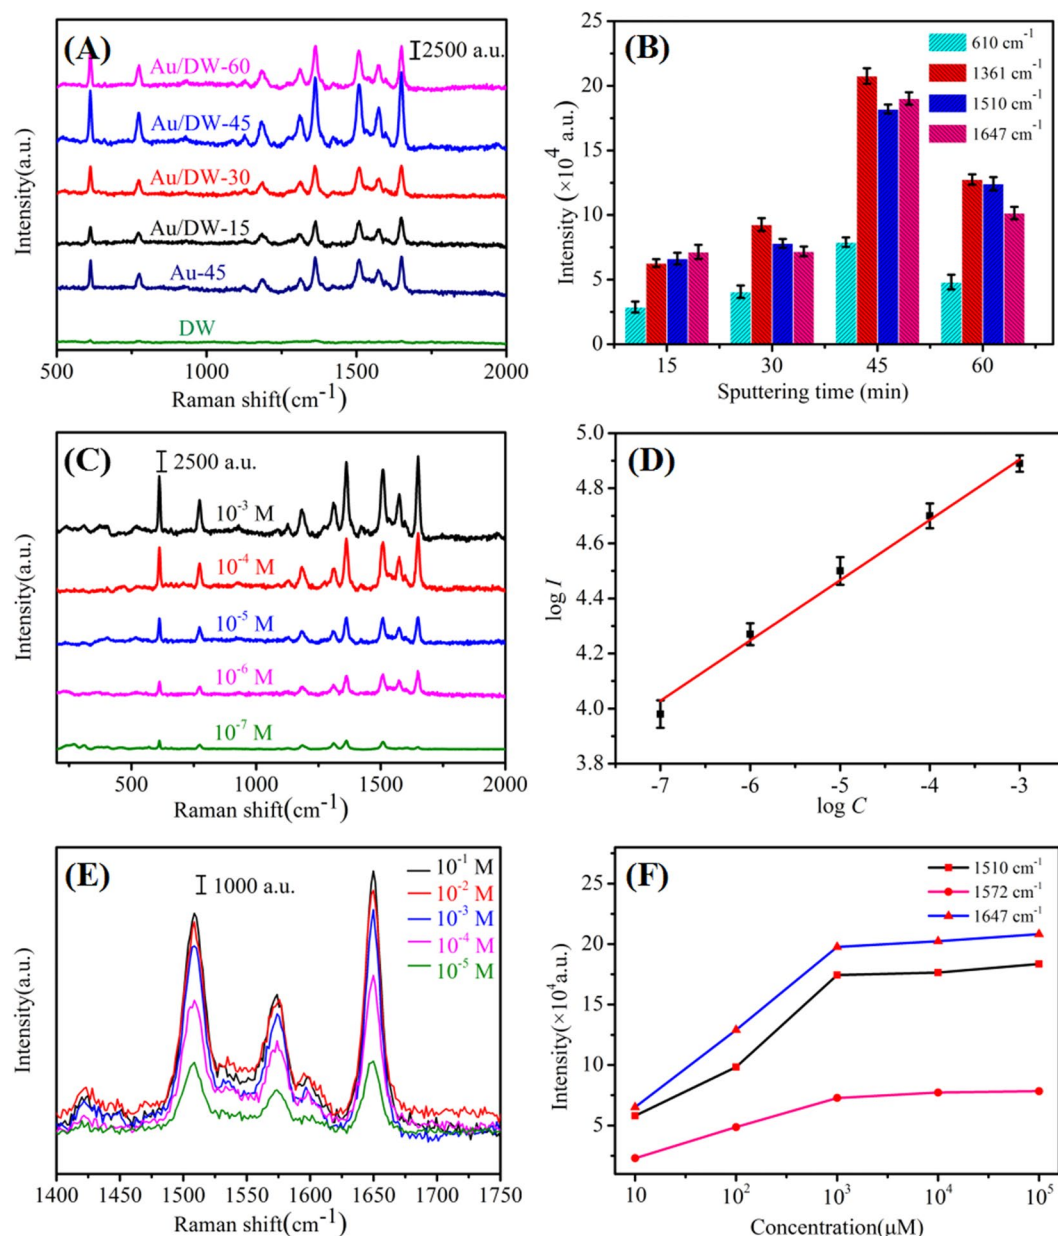 (A)
2500 a.u.
Au/DW-60
Au/DW-45
Au/DW-30
Au/DW-15
Au-45
DW
Intensity(a.u.)
500 1000 1500 2000
Raman shift(cm-1)
(B)
610 cm-1
1361 cm-1
1510 cm-1
1647 cm-1
25
20
15
10
5
0
Intensity (×104 a.u.)
15 30 45 60
Sputtering time (min)
(C)
2500 a.u.
10-3 M
10-4 M
10-5 M
10-6 M
10-7 M
Intensity(a.u.)
500 1000 1500 2000
Raman shift(cm-1)
(D)
5.0
4.8
4.6
4.4
4.2
4.0
3.8
log I
-7 -6 -5 -4 -3
log C
(E)
1000 a.u.
10-1 M
10-2 M
10-3 M
10-4 M
10-5 M
Intensity(a.u.)
1400 1450 1500 1550 1600 1650 1700 1750
Raman shift(cm-1)
(F)
1510 cm-1
1572 cm-1
1647 cm-1
25
20
15
10
5
Intensity(×104a.u.)
10 102 103 104 105
Concentration(μM)